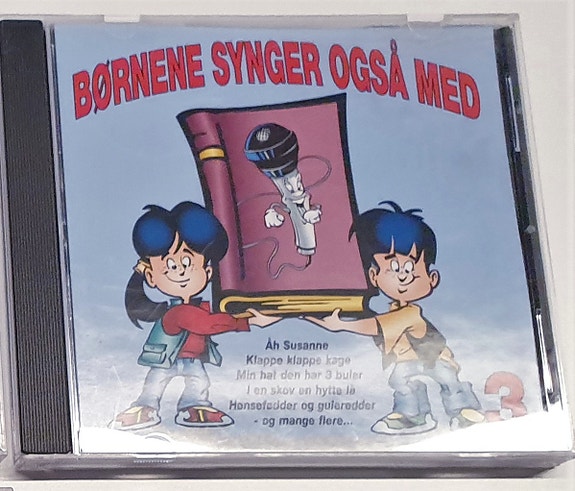 BØRNENE SYNGER OGSÅ MED
Åh Susanne
Klappe klappe kage
Min hat den har 3 buler
I en skov en hytte lå
Hønsefødder og gulerødder
- og mange flere...
3